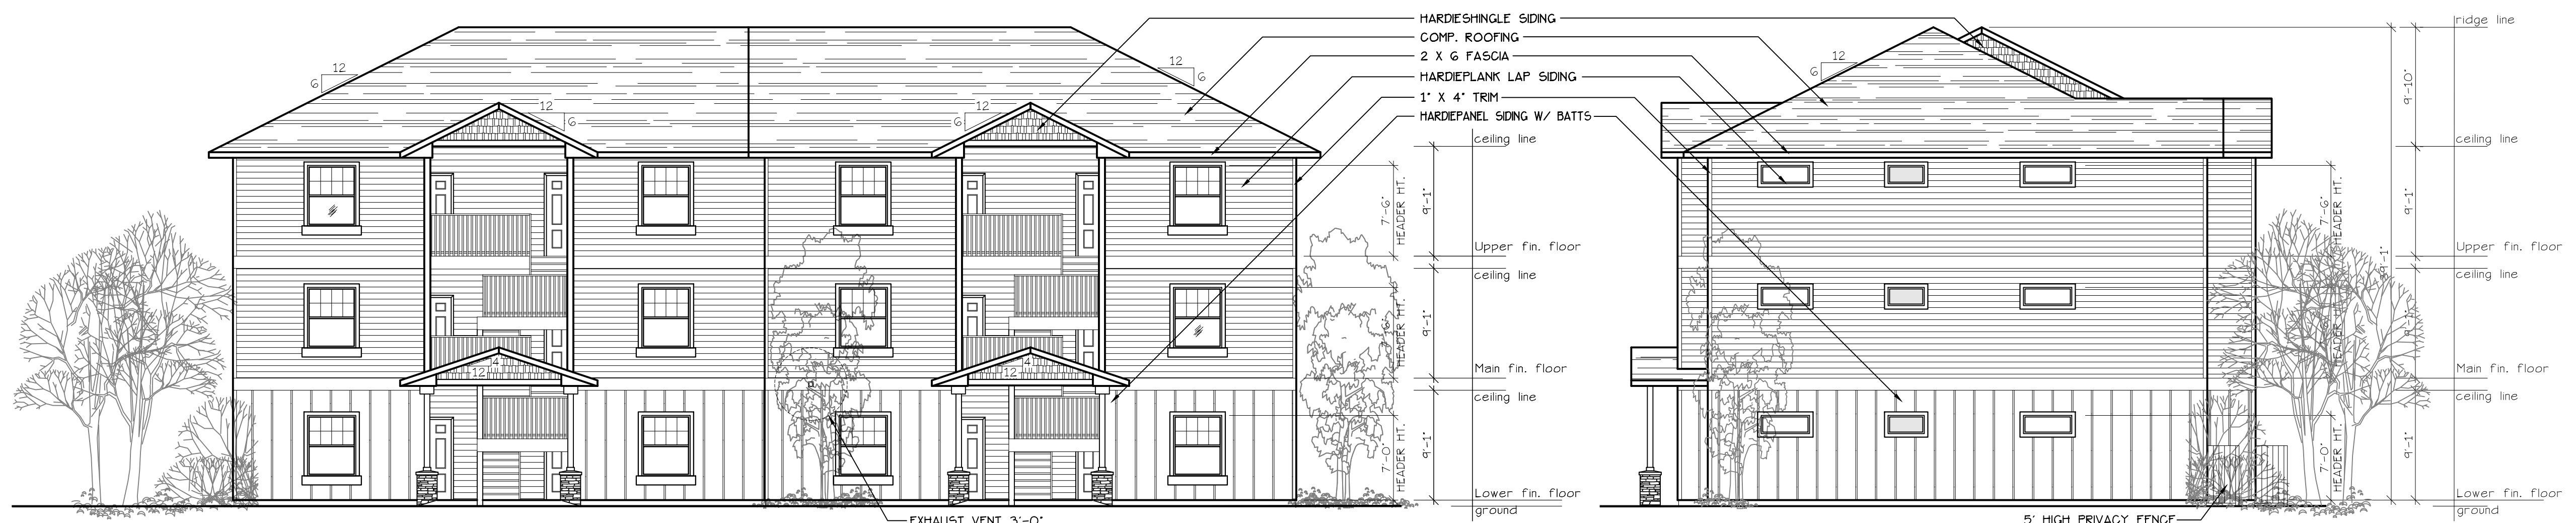 HARDIESHINGLE SIDING
COMP. ROOFING
2 X 6 FASCIA
HARDIEPLANK LAP SIDING
1" X 4" TRIM
HARDIEPANEL SIDING W/ BATTS
12
6
12
6
12
6
12
6
4
12
4
12
EXHAUST VENT 3'-0"
7'-6"
HEADER HT.
9'-1"
HEADER HT.
9'-1"
7'-0"
HEADER HT.
9'-1"
ceiling line
Upper fin. floor
ceiling line
Main fin. floor
ceiling line
Lower fin. floor
ground
12
6
7'-6"
HEADER HT.
HEADER HT.
7'-0"
HEADER HT.
5' HIGH PRIVACY FENCE
9'-10"
9'-1"
9'-1"
ridge line
ceiling line
Upper fin. floor
ceiling line
Main fin. floor
ceiling line
Lower fin. floor
ground